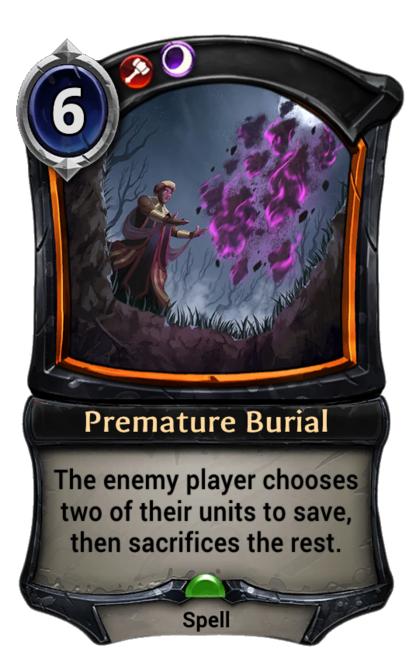 6
Premature Burial
The enemy player chooses
two of their units to save,
then sacrifices the rest.
Spell